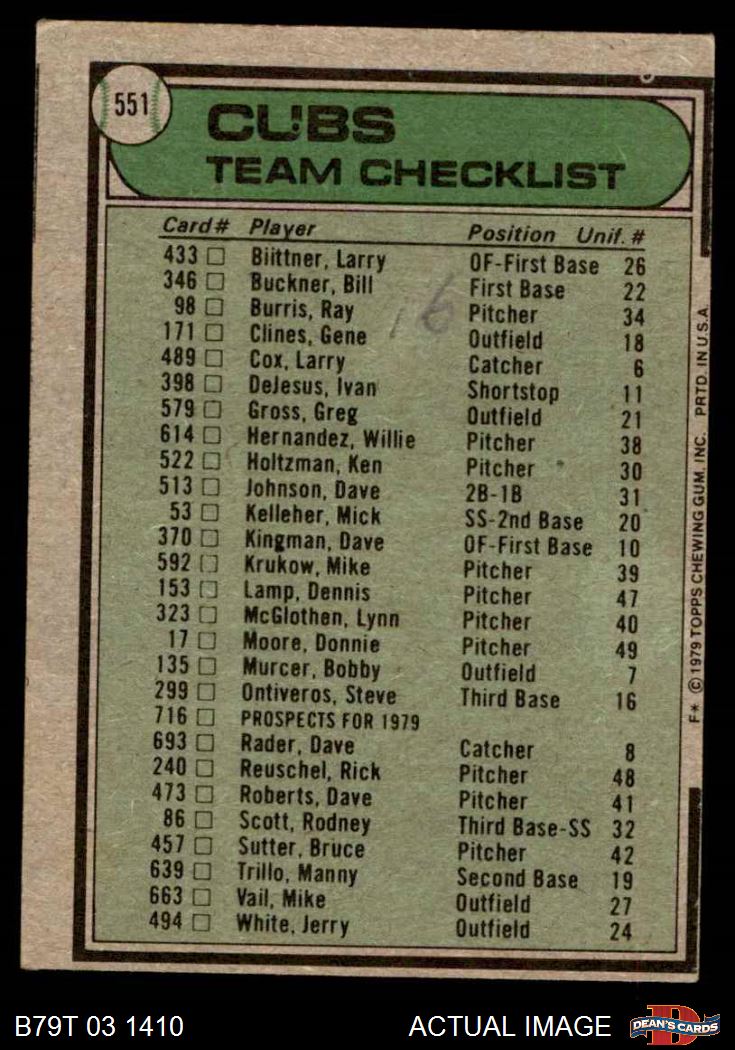 551
CUBS
TEAM CHECKLIST
Card# Player Position Unif. #
433 Biittner, Larry OF-First Base 26
346 Buckner, Bill First Base 22
98 Burris, Ray Pitcher 34
171 Clines, Gene Outfield 18
489 Cox, Larry Catcher 6
398 DeJesus, Ivan Shortstop 11
579 Gross, Greg Outfield 21
614 Hernandez, Willie Pitcher 38
522 Holtzman, Ken Pitcher 30
513 Johnson, Dave 2B-1B 31
53 Kelleher, Mick SS-2nd Base 20
370 Kingman, Dave OF-First Base 10
592 Krukow, Mike Pitcher 39
153 Lamp, Dennis Pitcher 47
323 McGlothen, Lynn Pitcher 40
17 Moore, Donnie Pitcher 49
135 Murcer, Bobby Outfield 7
299 Ontiveros, Steve Third Base 16
716 PROSPECTS FOR 1979
693 Rader, Dave Catcher 8
240 Reuschel, Rick Pitcher 48
473 Roberts, Dave Pitcher 41
86 Scott, Rodney Third Base-SS 32
457 Sutter, Bruce Pitcher 42
639 Trillo, Manny Second Base 19
663 Vail, Mike Outfield 27
494 White, Jerry Outfield 24
16
F* © 1979 TOPPS CHEWING GUM, INC. PRTD. IN U.S.A.
B79T 03 1410 ACTUAL IMAGE
DEAN'S CARDS